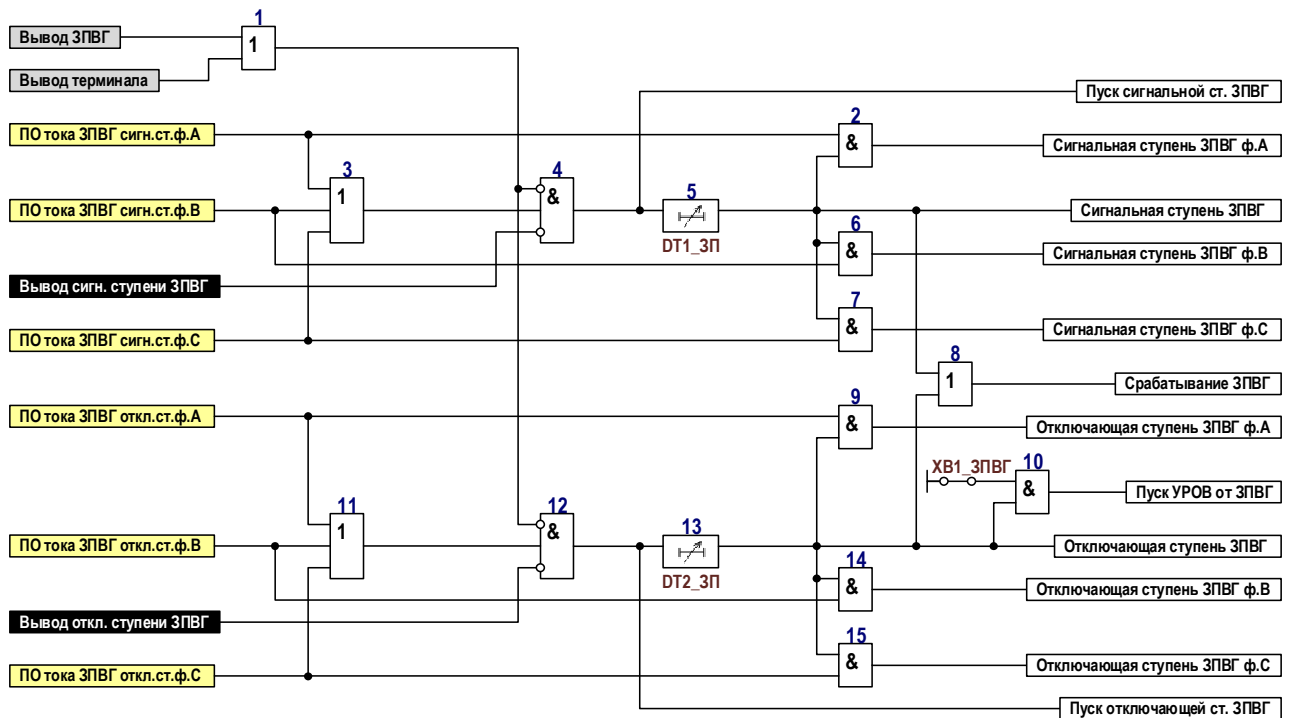 1
Вывод ЗПВГ
1
Вывод терминала
Пуск сигнальной ст. ЗПВГ
2
ПО тока ЗПВГ сигн.ст.ф.А
&
Сигнальная ступень ЗПВГ ф.А
3
4
1
&
5
ПО тока ЗПВГ сигн.ст.ф.В
Сигнальная ступень ЗПВГ
6
DT1_ЗП
&
Сигнальная ступень ЗПВГ ф.В
Вывод сигн. ступени ЗПВГ
7
&
Сигнальная ступень ЗПВГ ф.С
ПО тока ЗПВГ сигн.ст.ф.С
8
1
Срабатывание ЗПВГ
9
ПО тока ЗПВГ откл.ст.ф.А
&
Отключающая ступень ЗПВГ ф.А
XB1_ЗПВГ
10
&
Пуск УРОВ от ЗПВГ
11
12
1
&
13
ПО тока ЗПВГ откл.ст.ф.В
Отключающая ступень ЗПВГ
14
DT2_ЗП
&
Отключающая ступень ЗПВГ ф.В
Вывод откл. ступени ЗПВГ
15
&
Отключающая ступень ЗПВГ ф.С
ПО тока ЗПВГ откл.ст.ф.С
Пуск отключающей ст. ЗПВГ